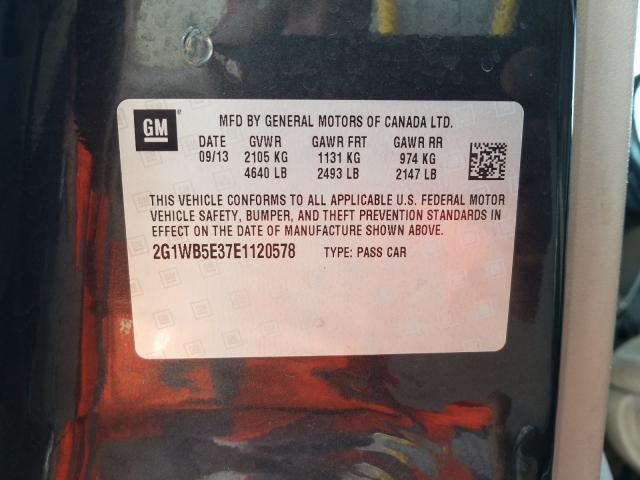 GM
MFD BY GENERAL MOTORS OF CANADA LTD.
DATE GVWR GAWR FRT GAWR RR
09/13 2105 KG 1131 KG 974 KG
4640 LB 2493 LB 2147 LB
THIS VEHICLE CONFORMS TO ALL APPLICABLE U.S. FEDERAL MOTOR
VEHICLE SAFETY, BUMPER, AND THEFT PREVENTION STANDARDS IN
EFFECT ON THE DATE OF MANUFACTURE SHOWN ABOVE.
2G1WB5E37E1120578 TYPE: PASS CAR